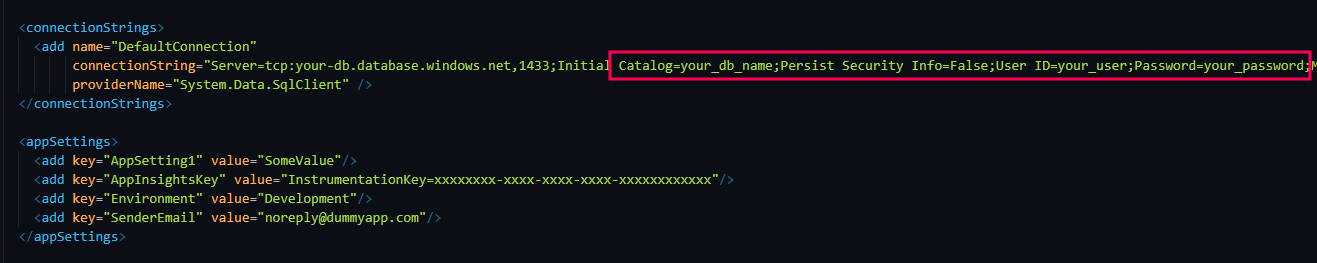 <connectionStrings>
<add name="DefaultConnection"
connectionString="Server=tcp:your-db.database.windows.net,1433;Initial Catalog=your_db_name;Persist Security Info=False;User ID=your_user;Password=your_password;M
providerName="System.Data.SqlClient" />
</connectionStrings>
<appSettings>
<add key="AppSetting1" value="SomeValue"/>
<add key="AppInsightsKey" value="InstrumentationKey=xxxxxxxx-xxxx-xxxx-xxxx-xxxxxxxxxxxx"/>
<add key="Environment" value="Development"/>
<add key="SenderEmail" value="noreply@dummyapp.com"/>
</appSettings>